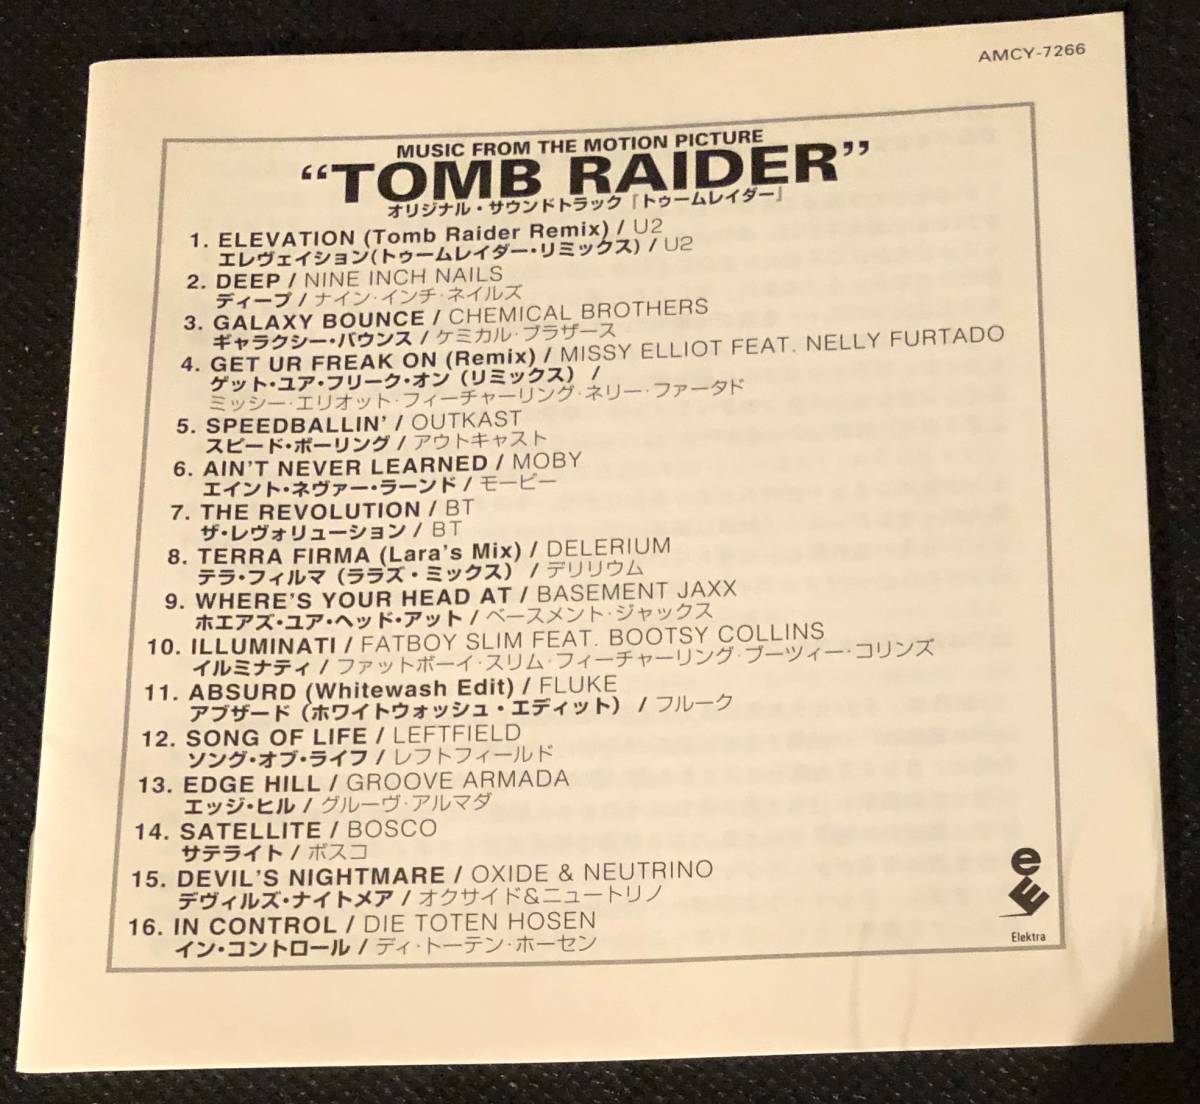 AMCY-7266
MUSIC FROM THE MOTION PICTURE
“TOMB RAIDER”
オリジナル・サウンドトラック『トゥームレイダー』
1. ELEVATION (Tomb Raider Remix) / U2
エレヴェイション(トゥームレイダー・リミックス) / U2
2. DEEP / NINE INCH NAILS
ディープ / ナイン・インチ・ネイルズ
3. GALAXY BOUNCE / CHEMICAL BROTHERS
ギャラクシー・バウンス / ケミカル・ブラザース
4. GET UR FREAK ON (Remix) / MISSY ELLIOT FEAT. NELLY FURTADO
ゲット・ユア・フリーク・オン（リミックス） /
ミッシー・エリオット・フィーチャーリング・ネリー・ファータド
5. SPEEDBALLIN’ / OUTKAST
スピード・ボーリング / アウトキャスト
6. AIN’T NEVER LEARNED / MOBY
エイント・ネヴァー・ラーンド / モービー
7. THE REVOLUTION / BT
ザ・レヴォリューション / BT
8. TERRA FIRMA (Lara’s Mix) / DELERIUM
テラ・フィルマ（ララズ・ミックス） / デリリウム
9. WHERE’S YOUR HEAD AT / BASEMENT JAXX
ホエアズ・ユア・ヘッド・アット / ベースメント・ジャックス
10. ILLUMINATI / FATBOY SLIM FEAT. BOOTSY COLLINS
イルミナティ / ファットボーイ・スリム・フィーチャーリング・ブーツィー・コリンズ
11. ABSURD (Whitewash Edit) / FLUKE
アブザード（ホワイトウォッシュ・エディット） / フルーク
12. SONG OF LIFE / LEFTFIELD
ソング・オブ・ライフ / レフトフィールド
13. EDGE HILL / GROOVE ARMADA
エッジ・ヒル / グルーヴ・アルマダ
14. SATELLITE / BOSCO
サテライト / ボスコ
15. DEVIL’S NIGHTMARE / OXIDE & NEUTRINO
デヴィルズ・ナイトメア / オクサイド&ニュートリノ
16. IN CONTROL / DIE TOTEN HOSEN
イン・コントロール / ディ・トーテン・ホーセン
Elektra